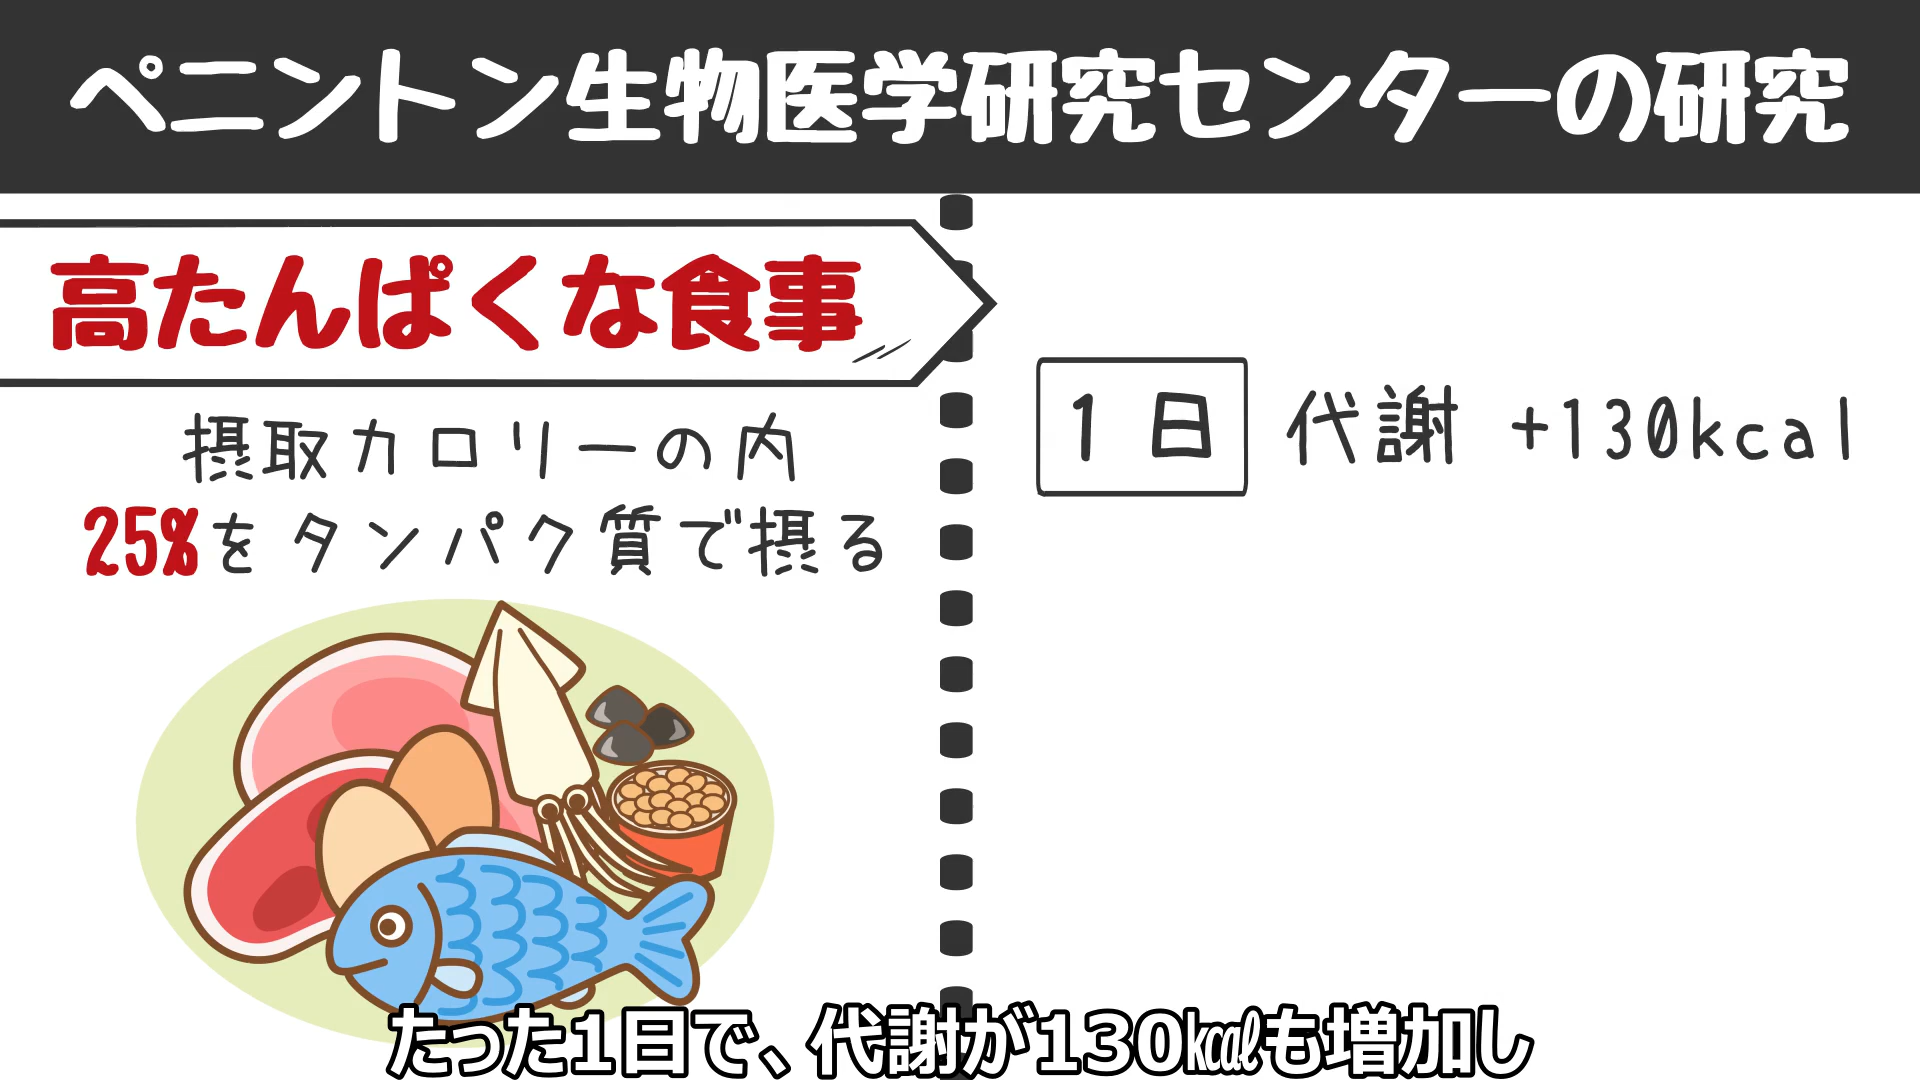 ペニントン生物医学研究センターの研究
高たんぱくな食事
摂取カロリーの内
25%をタンパク質で摂る
1日 代謝 +130kcal
たった1日で、代謝が130㎉も増加し